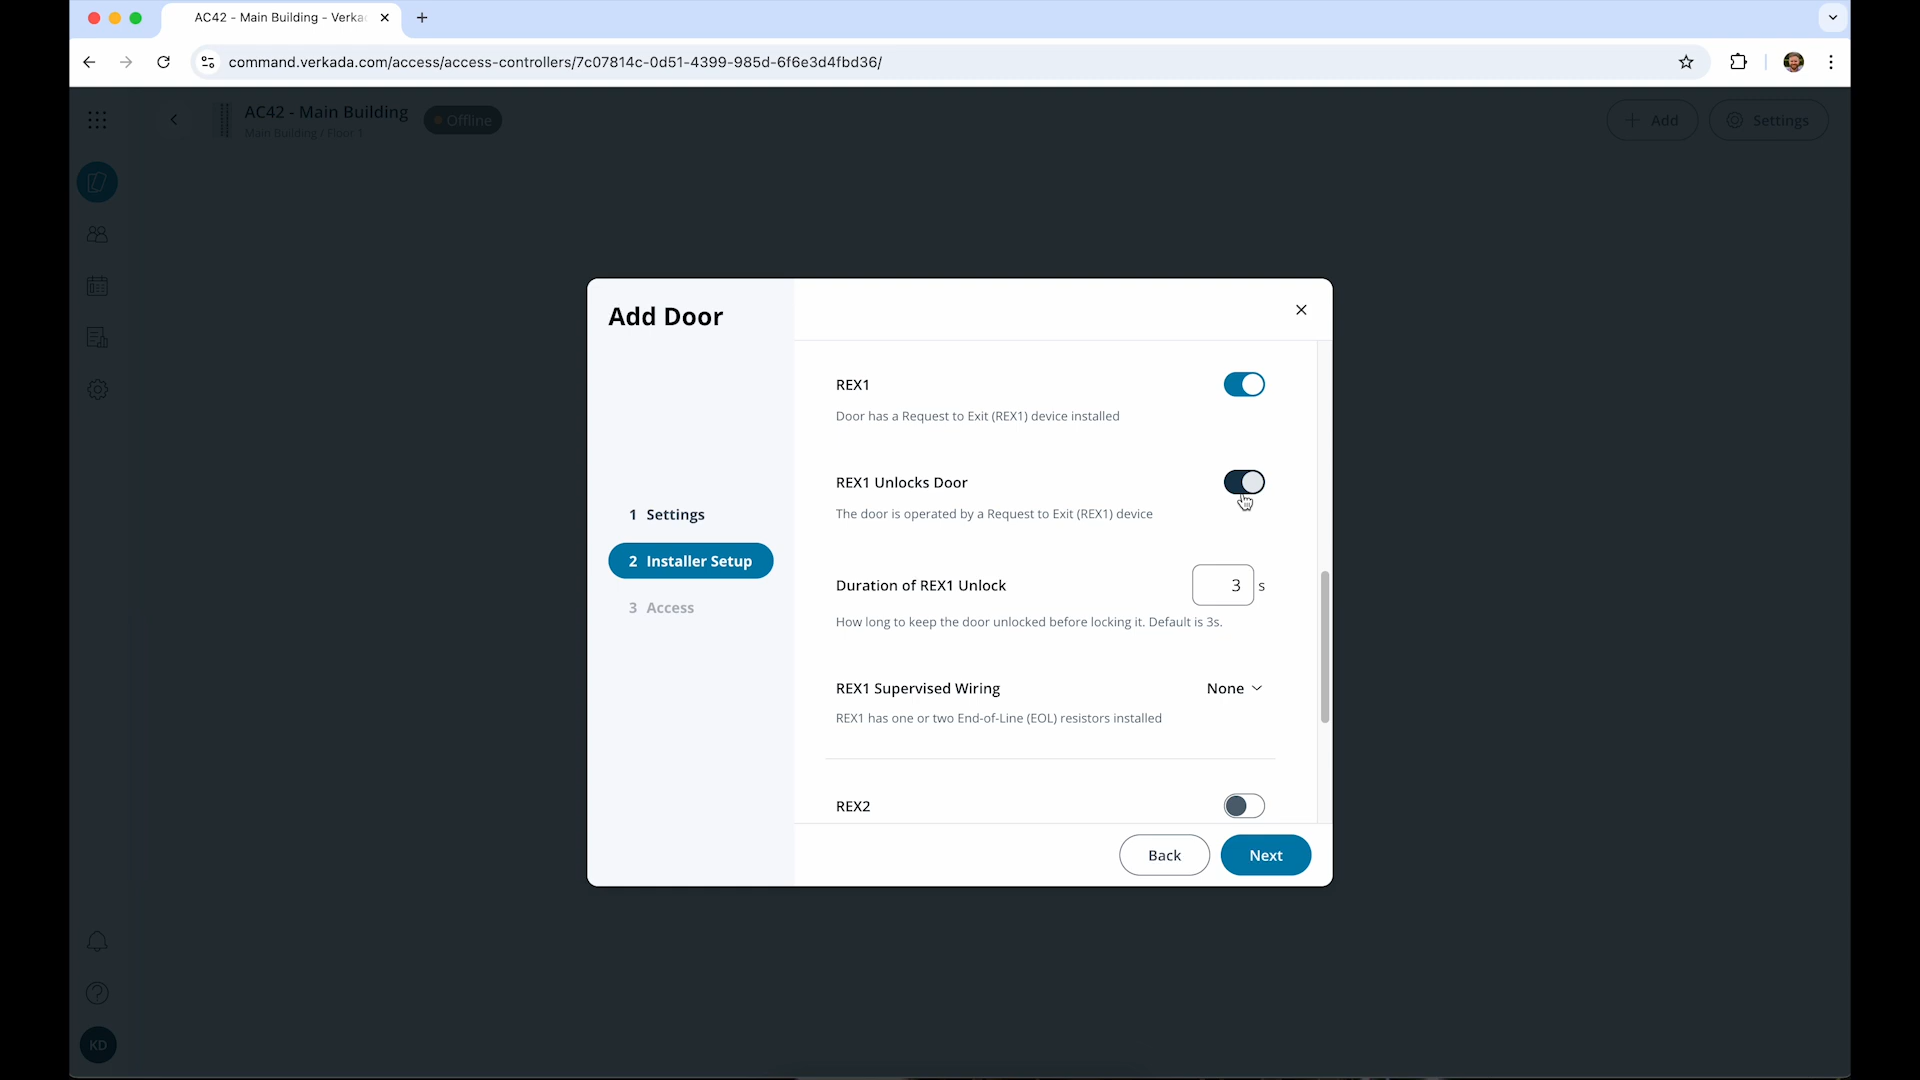 AC42 - Main Building - Verka
command.verkada.com/access/access-controllers/7c07814c-0d51-4399-985d-6f6e3d4fbd36/
AC42 - Main Building
Main Building / Floor 1
Offline
Add
Settings
Add Door
1 Settings
2 Installer Setup
3 Access
REX1
Door has a Request to Exit (REX1) device installed
REX1 Unlocks Door
The door is operated by a Request to Exit (REX1) device
Duration of REX1 Unlock
3 s
How long to keep the door unlocked before locking it. Default is 3s.
REX1 Supervised Wiring
None
REX1 has one or two End-of-Line (EOL) resistors installed
REX2
Back
Next
KD